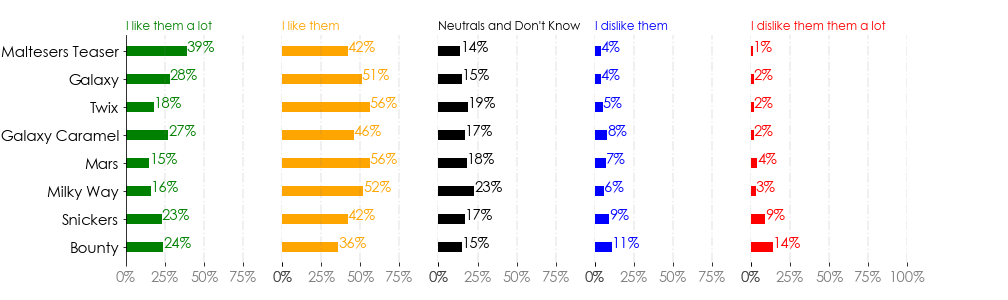 I like them a lot I like them Neutrals and Don't Know I dislike them I dislike them them a lot
Maltesers Teaser 39% 42% 14% 4% 1%
Galaxy 28% 51% 15% 4% 2%
Twix 18% 56% 19% 5% 2%
Galaxy Caramel 27% 46% 17% 8% 2%
Mars 15% 56% 18% 7% 4%
Milky Way 16% 52% 23% 6% 3%
Snickers 23% 42% 17% 9% 9%
Bounty 24% 36% 15% 11% 14%
0% 25% 50% 75% 0% 25% 50% 75% 0% 25% 50% 75% 0% 25% 50% 75% 0% 25% 50% 75% 100%